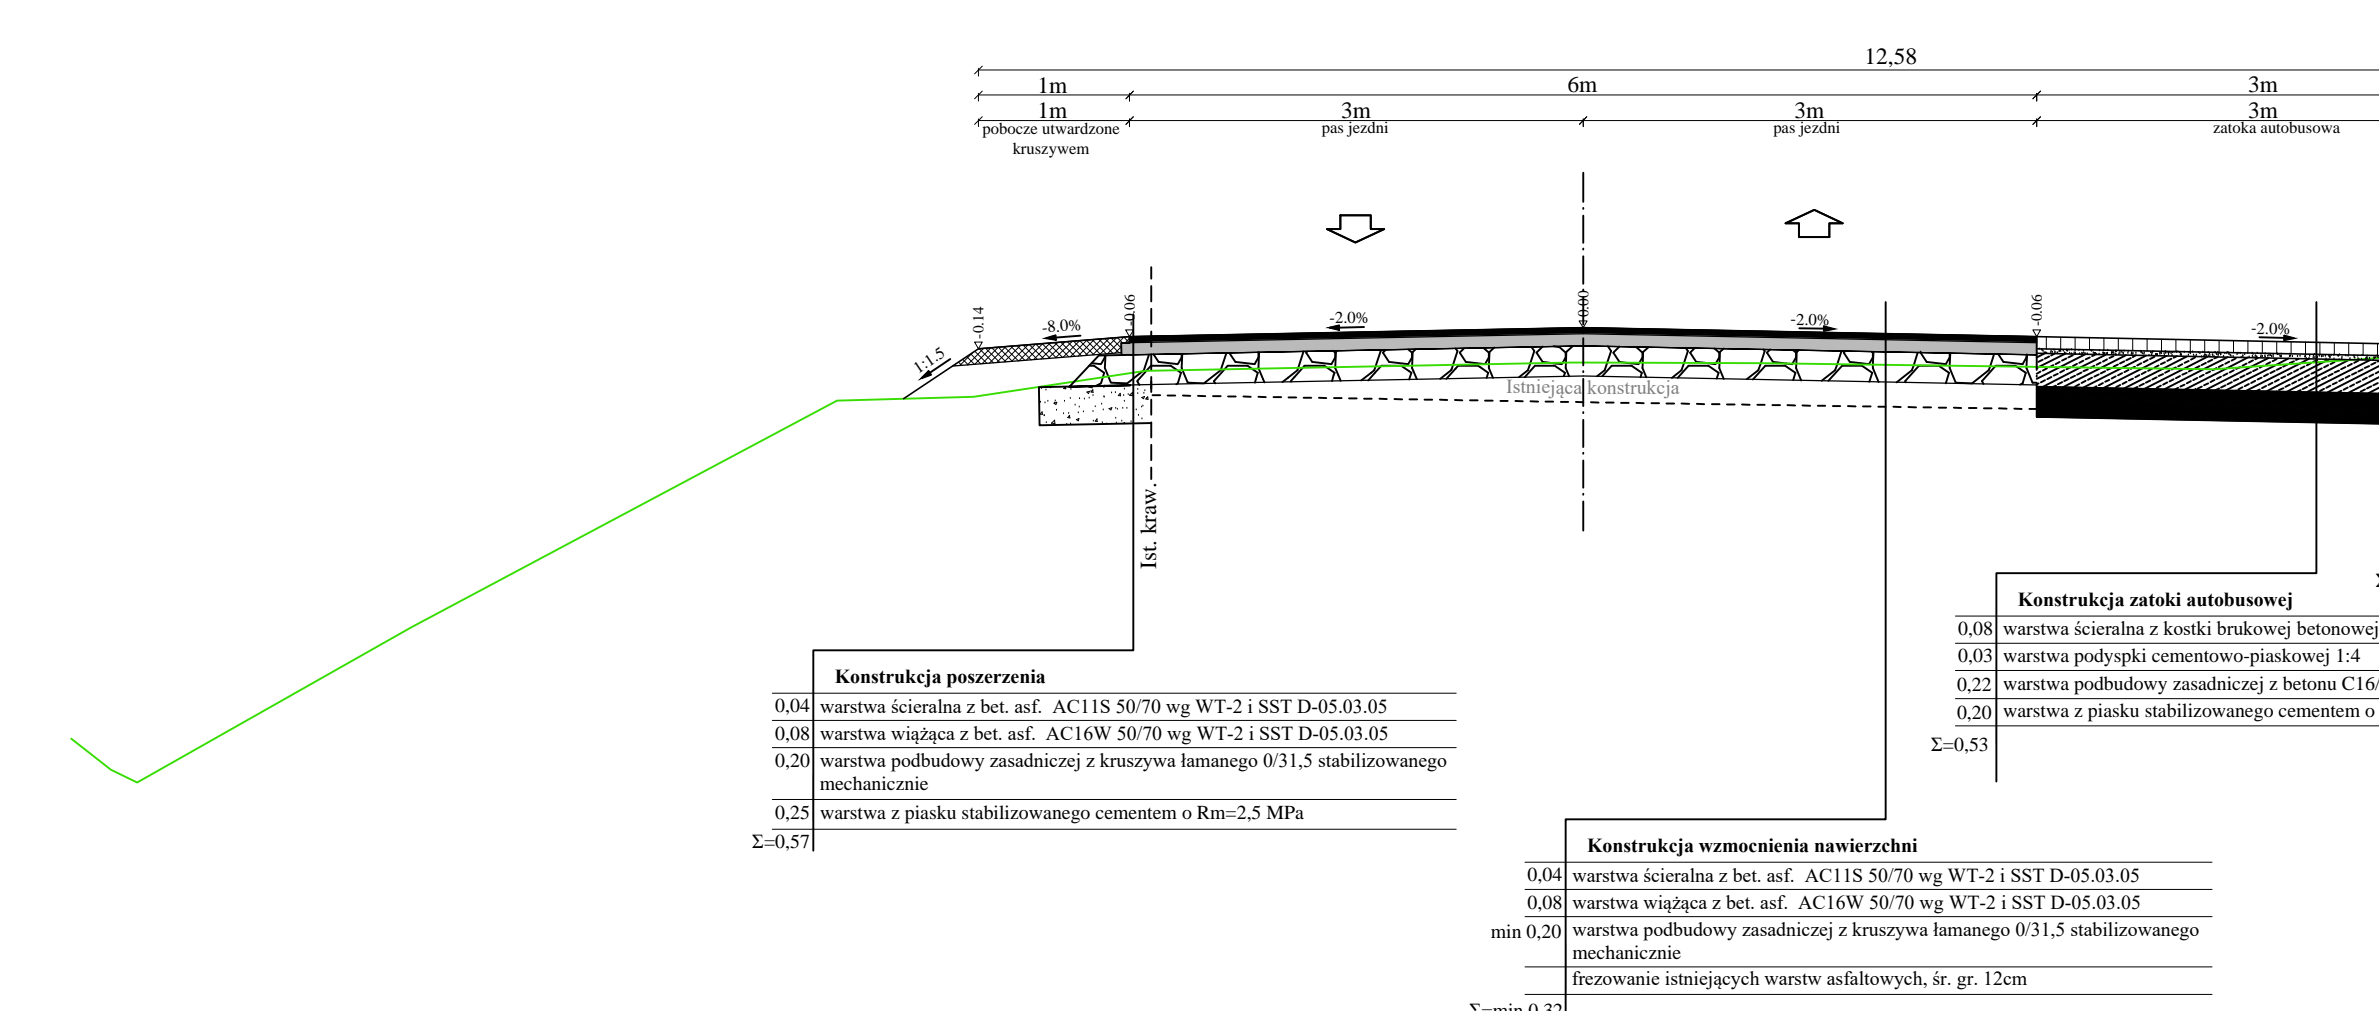 12,58
1m
6m
3m
1m
3m
3m
3m
pobocze utwardzone
kruszywem
pas jezdni
pas jezdni
zatoka autobusowa
1:1.5
-0.14
-8.0%
-0.06
-2.0%
±0.00
-2.0%
-0.06
-2.0%
Istniejąca konstrukcja
Ist. kraw.
Konstrukcja poszerzenia
0,04 warstwa ścieralna z bet. asf. AC11S 50/70 wg WT-2 i SST D-05.03.05
0,08 warstwa wiążąca z bet. asf. AC16W 50/70 wg WT-2 i SST D-05.03.05
0,20 warstwa podbudowy zasadniczej z kruszywa łamanego 0/31,5 stabilizowanego
mechanicznie
0,25 warstwa z piasku stabilizowanego cementem o Rm=2,5 MPa
Σ=0,57
Konstrukcja zatoki autobusowej
0,08 warstwa ścieralna z kostki brukowej betonowej
0,03 warstwa podsypki cementowo-piaskowej 1:4
0,22 warstwa podbudowy zasadniczej z betonu C16/
0,20 warstwa z piasku stabilizowanego cementem o
Σ=0,53
Konstrukcja wzmocnienia nawierzchni
0,04 warstwa ścieralna z bet. asf. AC11S 50/70 wg WT-2 i SST D-05.03.05
0,08 warstwa wiążąca z bet. asf. AC16W 50/70 wg WT-2 i SST D-05.03.05
min 0,20 warstwa podbudowy zasadniczej z kruszywa łamanego 0/31,5 stabilizowanego
mechanicznie
frezowanie istniejących warstw asfaltowych, śr. gr. 12cm
Σ=min 0,32